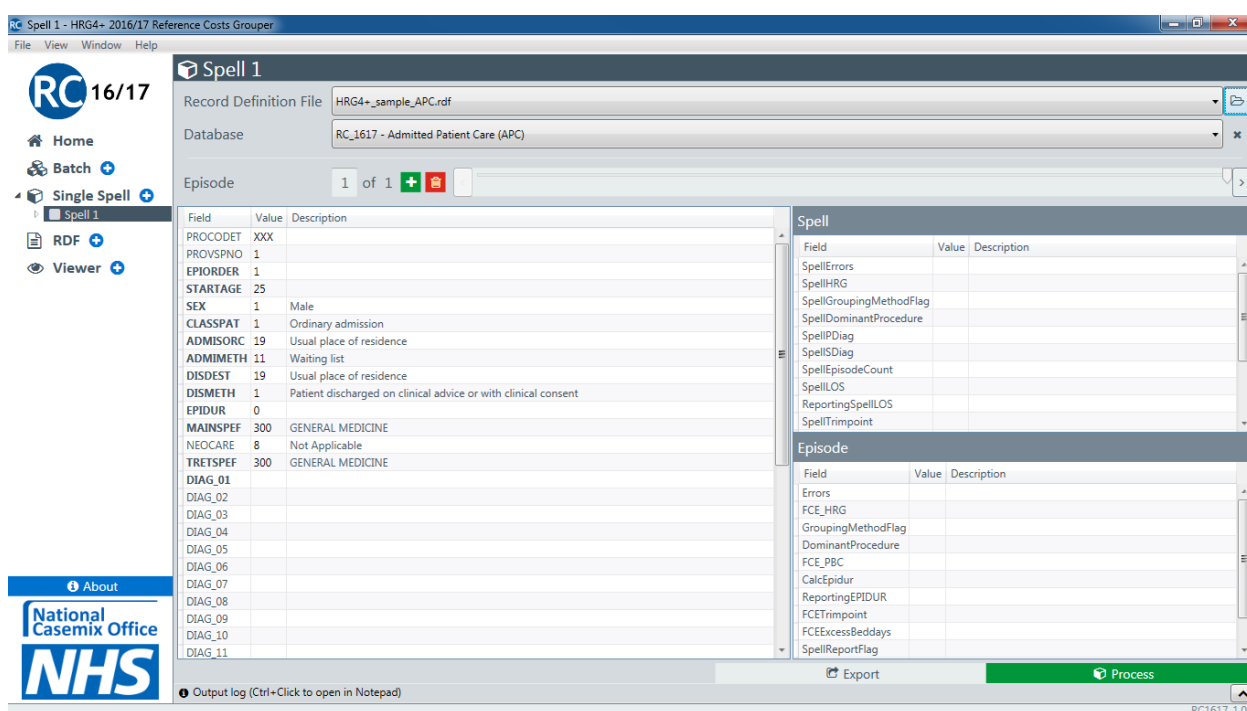 RC Spell 1 - HRG4+ 2016/17 Reference Costs Grouper
File View Window Help
RC 16/17
Home
Batch
Single Spell
Spell 1
RDF
Viewer
About
National
Casemix Office
NHS
Spell 1
Record Definition File HRG4+_sample_APC.rdf
Database RC_1617 - Admitted Patient Care (APC)
Episode 1 of 1
Field Value Description
PROCODET XXX
PROVSPNO 1
EPIORDER 1
STARTAGE 25
SEX 1 Male
CLASSPAT 1 Ordinary admission
ADMISORC 19 Usual place of residence
ADMIMETH 11 Waiting list
DISDEST 19 Usual place of residence
DISMETH 1 Patient discharged on clinical advice or with clinical consent
EPIDUR 0
MAINSPEF 300 GENERAL MEDICINE
NEOCARE 8 Not Applicable
TRETSPEF 300 GENERAL MEDICINE
DIAG_01
DIAG_02
DIAG_03
DIAG_04
DIAG_05
DIAG_06
DIAG_07
DIAG_08
DIAG_09
DIAG_10
DIAG_11
Spell
Field Value Description
SpellErrors
SpellHRG
SpellGroupingMethodFlag
SpellDominantProcedure
SpellPDiag
SpellSDiag
SpellEpisodeCount
SpellLOS
ReportingSpellLOS
SpellTrimpoint
Episode
Field Value Description
Errors
FCE_HRG
GroupingMethodFlag
DominantProcedure
FCE_PBC
CalcEpidur
ReportingEPIDUR
FCETrimpoint
FCEExcessBeddays
SpellReportFlag
Export
Process
Output log (Ctrl+Click to open in Notepad)
RC1617_1.0